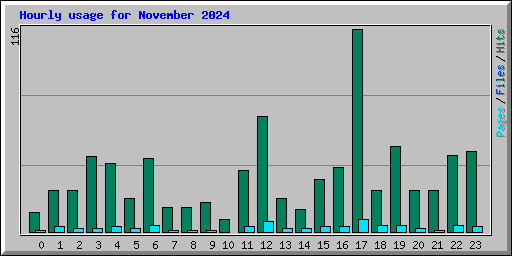 Hourly usage for November 2024
116
Pages/Files/Hits
0 1 2 3 4 5 6 7 8 9 10 11 12 13 14 15 16 17 18 19 20 21 22 23